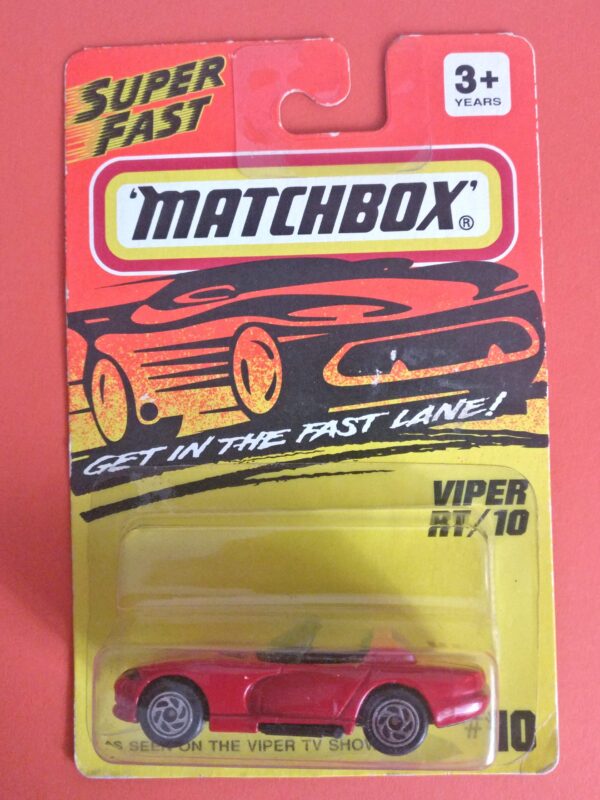 SUPER
FAST
3+
YEARS
'MATCHBOX'®
GET IN THE FAST LANE!
VIPER
RT/10
AS SEEN ON THE VIPER TV SHOW
#10